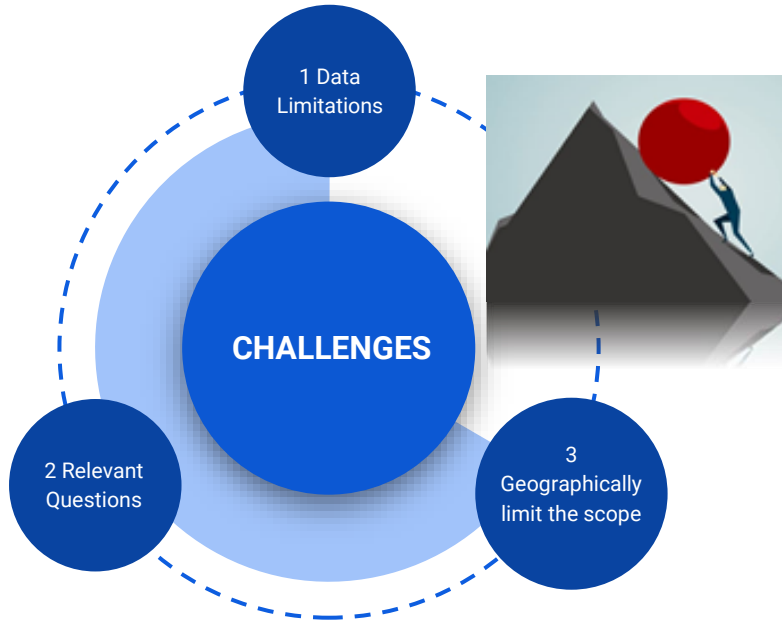 1 Data
Limitations
CHALLENGES
2 Relevant
Questions
3
Geographically
limit the scope